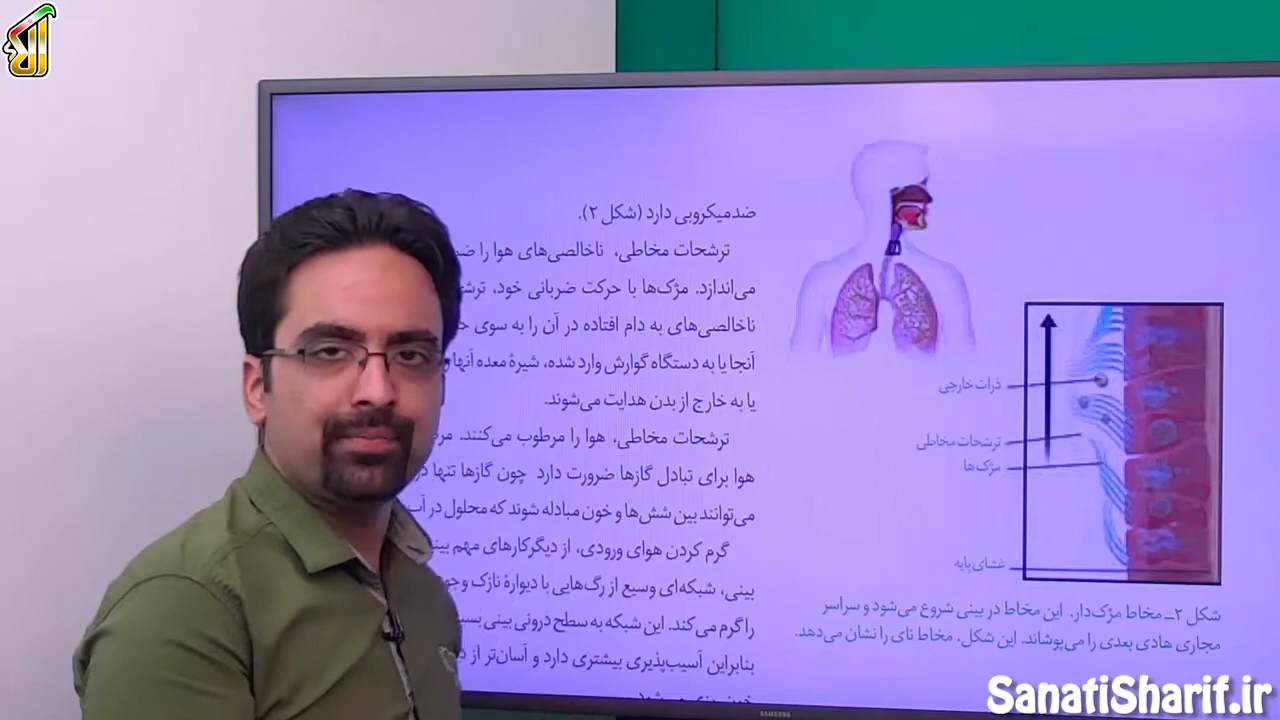 الا
ضدمیکروبی دارد (شکل ۲).
ترشحات مخاطی، ناخالصی‌های هوا را
می‌اندازد. مژک‌ها با حرکت ضربانی خود،
ناخالصی‌های به دام افتاده در آن را به سوی
آنجا یا به دستگاه گوارش وارد شده، شیرهٔ معده آنها
یا به خارج از بدن هدایت می‌شوند.
ترشحات مخاطی، هوا را مرطوب می‌کنند.
هوا برای تبادل گازها ضرورت دارد چون گازها تنها
می‌توانند بین شش‌ها و خون مبادله شوند که محلول در
گرم کردن هوای ورودی، از دیگرکارهای مهم
بینی، شبکه‌ای وسیع از رگ‌هایی با دیوارهٔ نازک
را گرم می‌کند. این شبکه به سطح درونی بینی
بنابراین آسیب‌پذیری بیشتری دارد و آسان‌تر از
ذرات خارجی
ترشحات مخاطی
مژک‌ها
غشای پایه
شکل ۲ـ مخاط مژک‌دار. این مخاط در بینی شروع می‌شود و سراسر
مجاری هادی بعدی را می‌پوشاند. این شکل، مخاط نای را نشان می‌دهد.
SAMSUNG
SanatiSharif.ir